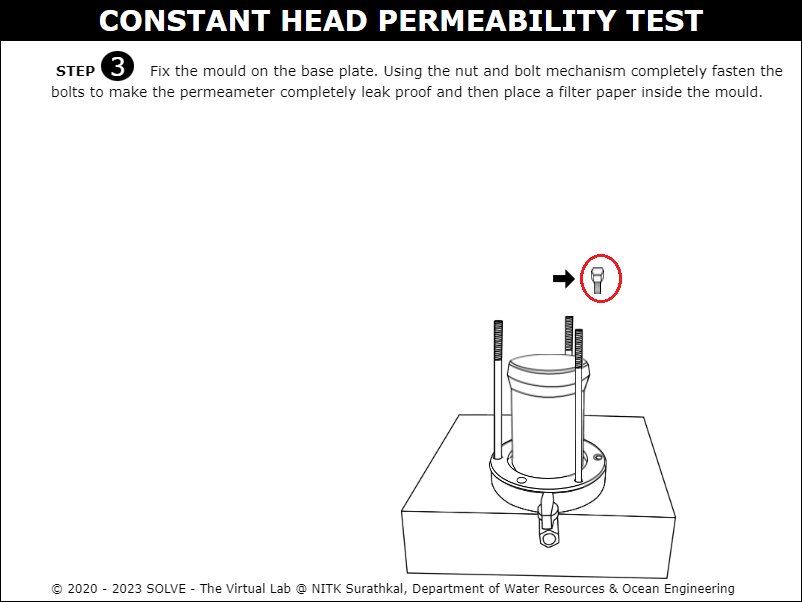 CONSTANT HEAD PERMEABILITY TEST
STEP 3 Fix the mould on the base plate. Using the nut and bolt mechanism completely fasten the
bolts to make the permeameter completely leak proof and then place a filter paper inside the mould.
© 2020 - 2023 SOLVE - The Virtual Lab @ NITK Surathkal, Department of Water Resources & Ocean Engineering